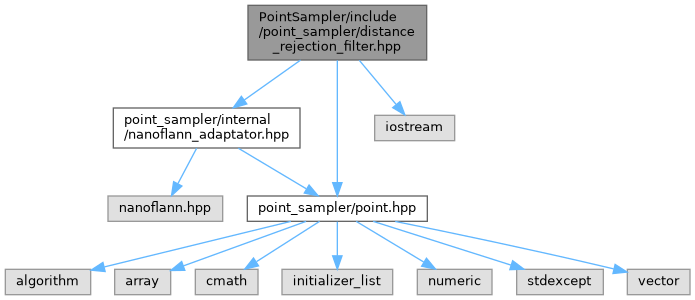 PointSampler/include
/point_sampler/distance
_rejection_filter.hpp
point_sampler/internal
/nanoflann_adaptator.hpp
iostream
nanoflann.hpp
point_sampler/point.hpp
algorithm
array
cmath
initializer_list
numeric
stdexcept
vector